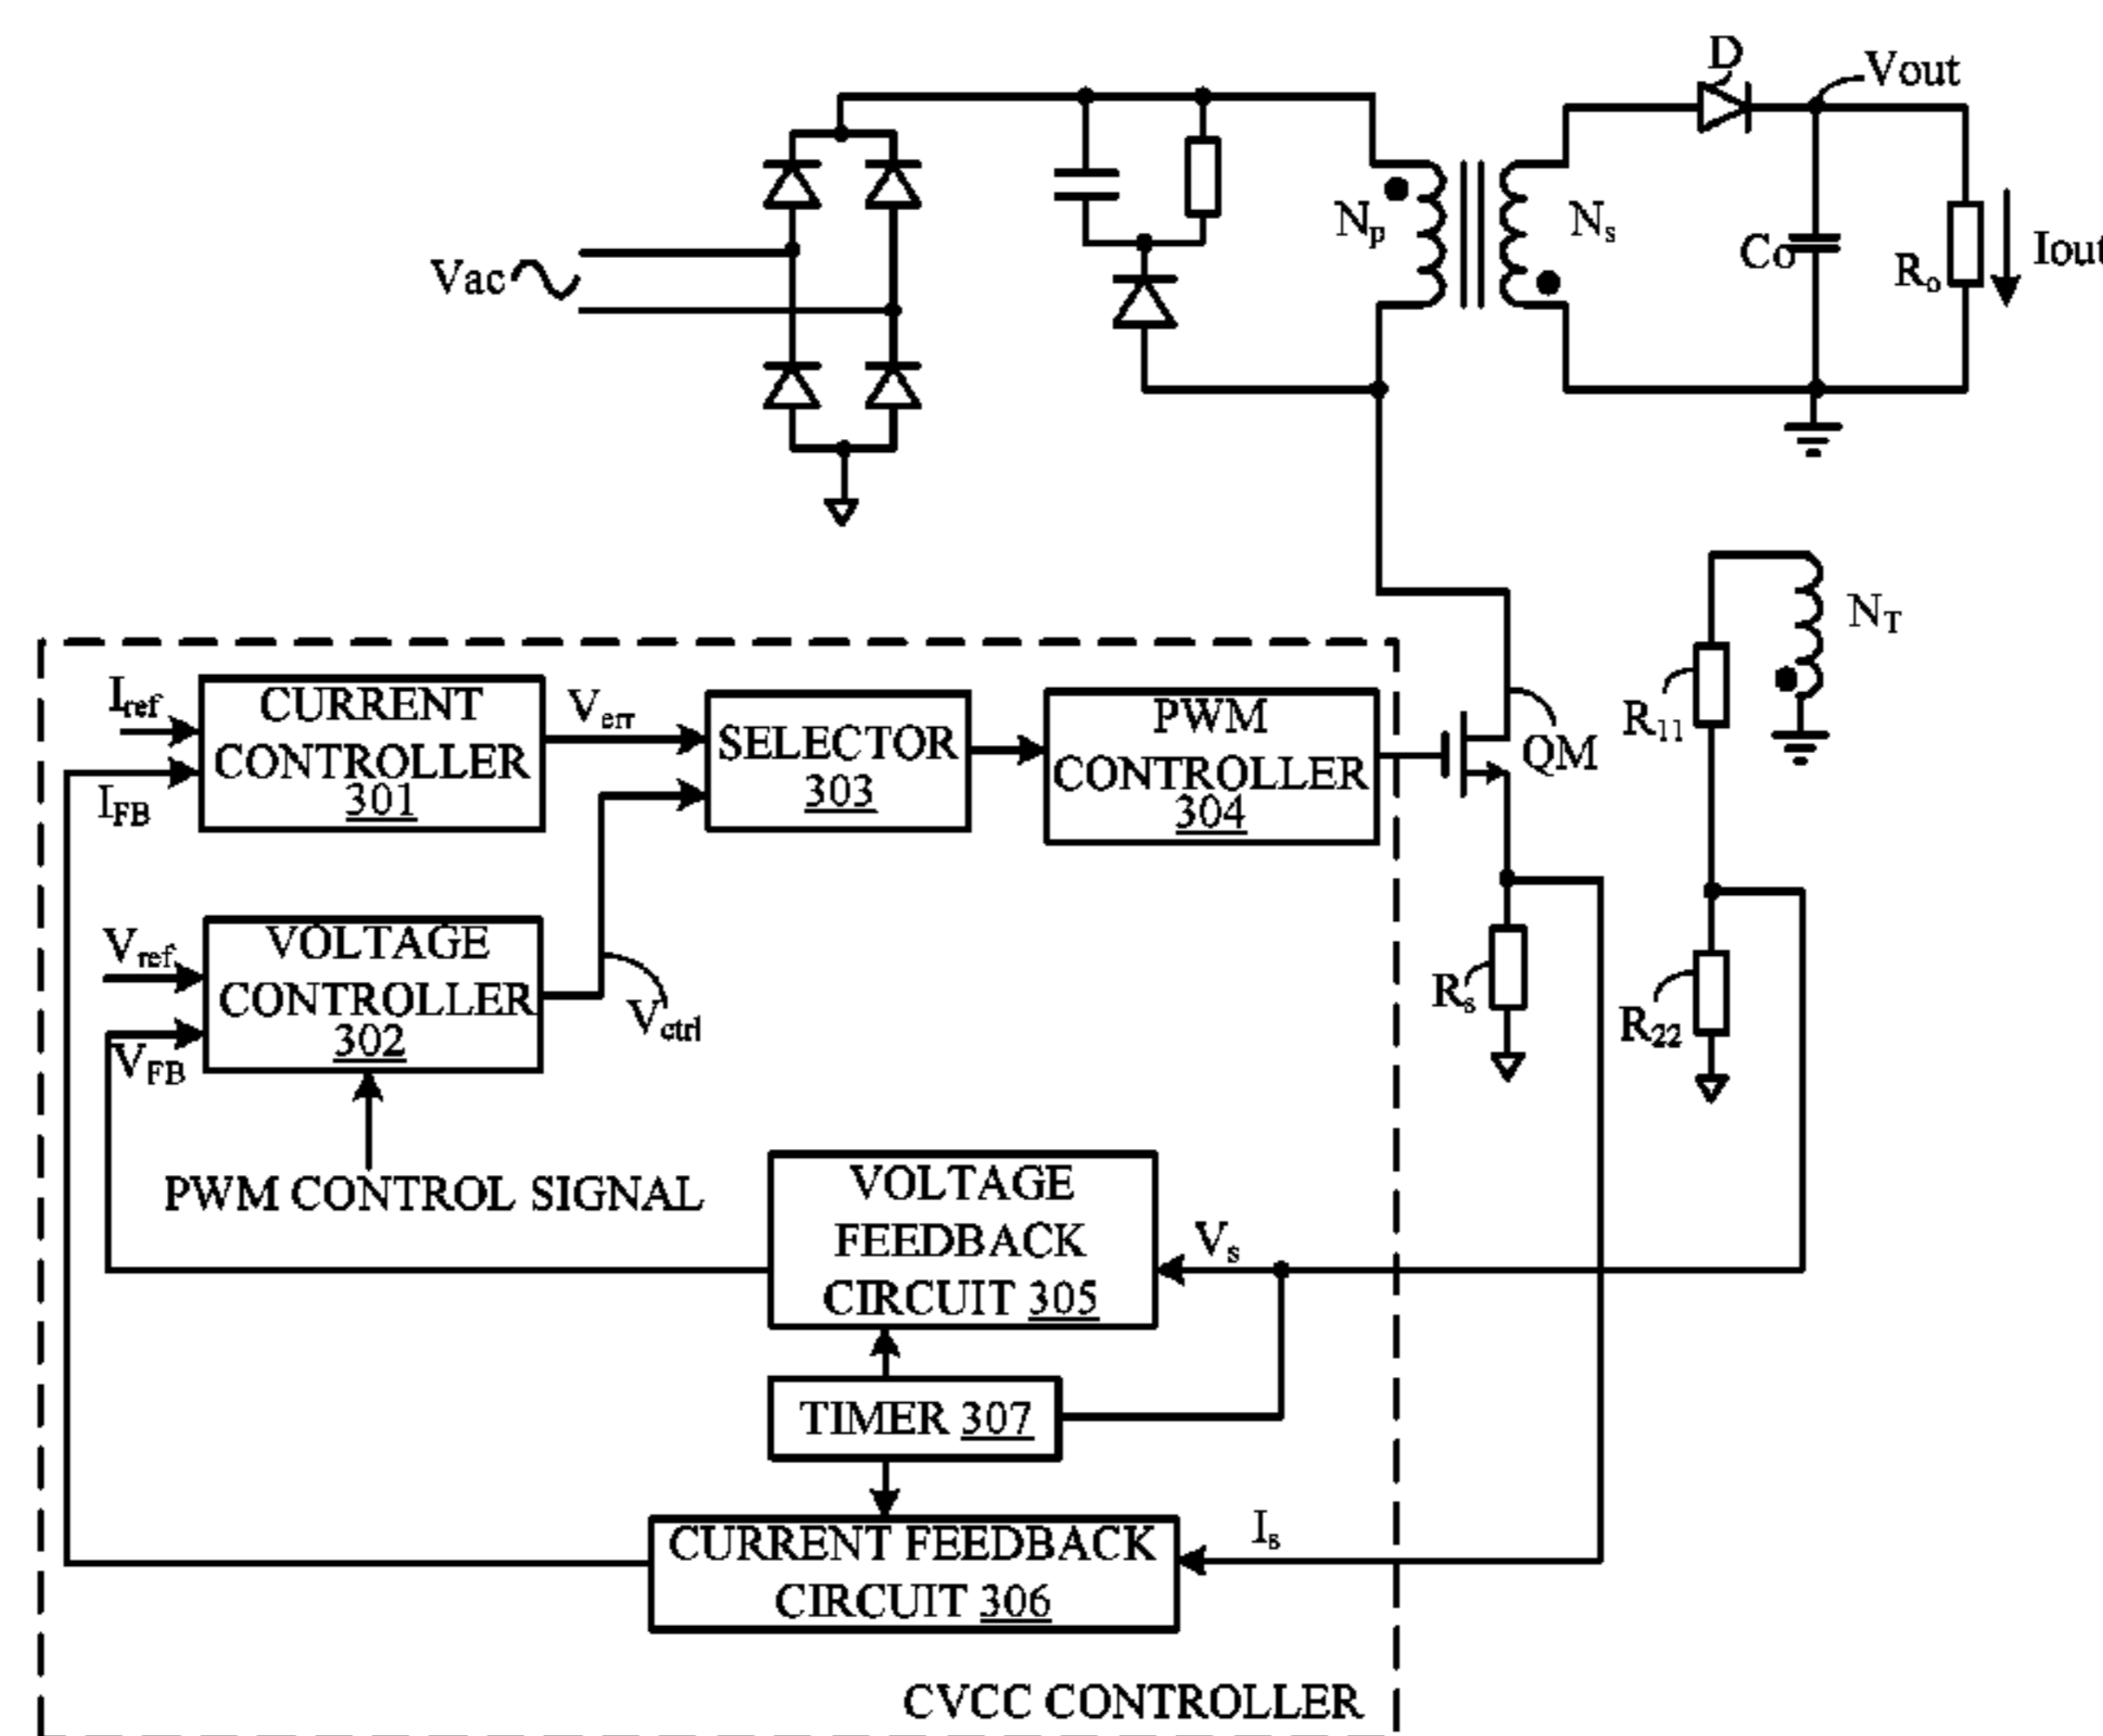 D
Vout
Vac
Np
Ns
Co
Ro
Iout
NT
R11
QM
Rs
R22
Iref
IFB
CURRENT
CONTROLLER
301
Verr
SELECTOR
303
PWM
CONTROLLER
304
Vref
VFB
VOLTAGE
CONTROLLER
302
Vctrl
PWM CONTROL SIGNAL
VOLTAGE
FEEDBACK
CIRCUIT 305
Vs
TIMER 307
CURRENT FEEDBACK
CIRCUIT 306
Is
CVCC CONTROLLER